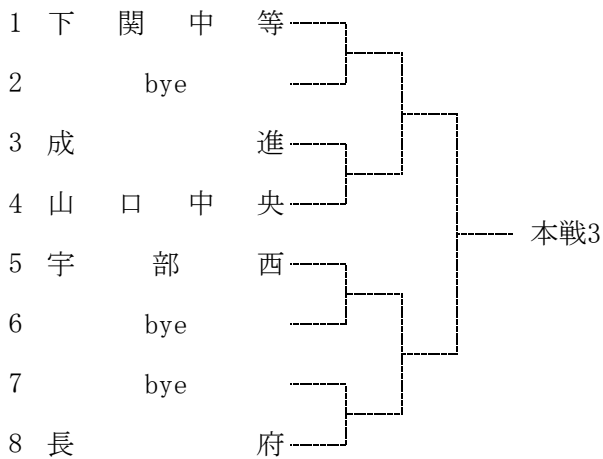 1 下関中等
2 bye
3 成進
4 山口中央
5 宇部西
6 bye
7 bye
8 長府
本戦3